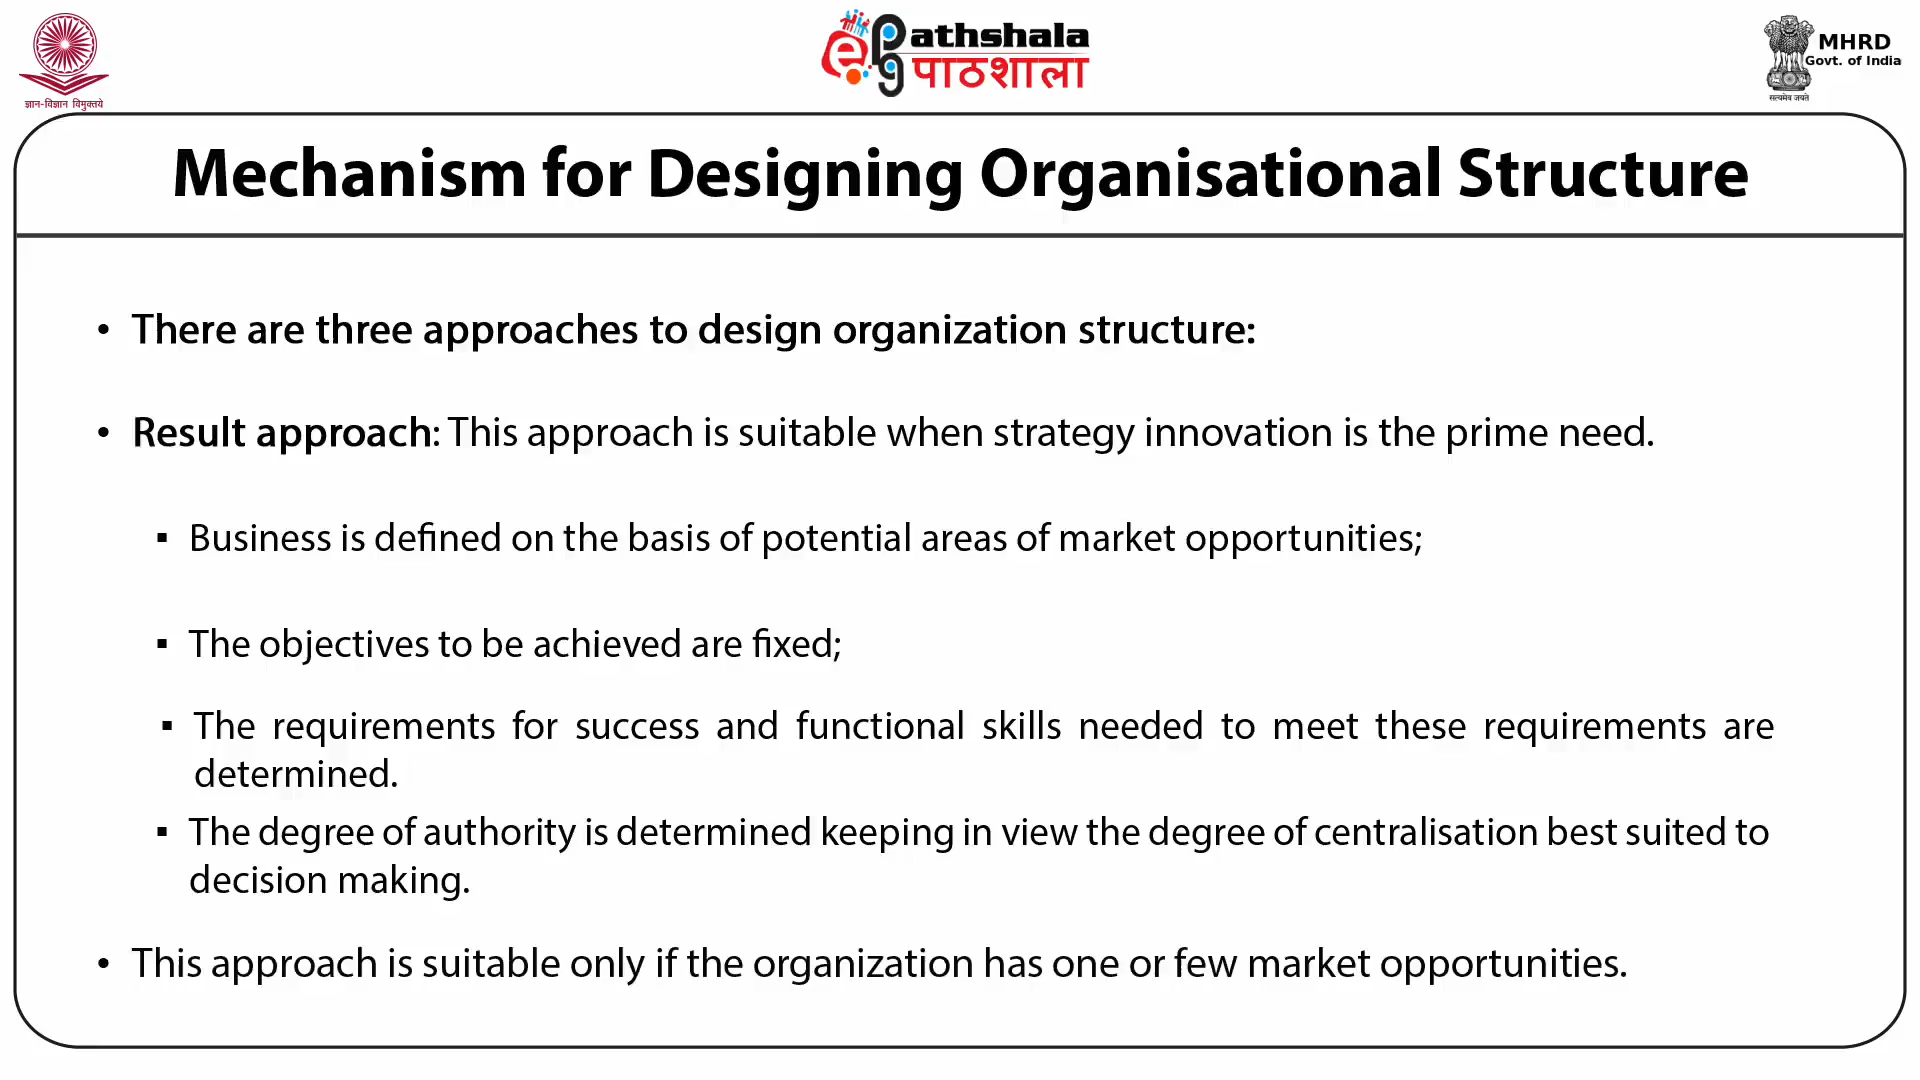 ज्ञान-विज्ञान विमुक्तये
ePathshala
पाठशाला
MHRD
Govt. of India
सत्यमेव जयते
Mechanism for Designing Organisational Structure
• There are three approaches to design organization structure:
• Result approach: This approach is suitable when strategy innovation is the prime need.
▪ Business is defined on the basis of potential areas of market opportunities;
▪ The objectives to be achieved are fixed;
▪ The requirements for success and functional skills needed to meet these requirements are
determined.
▪ The degree of authority is determined keeping in view the degree of centralisation best suited to
decision making.
• This approach is suitable only if the organization has one or few market opportunities.